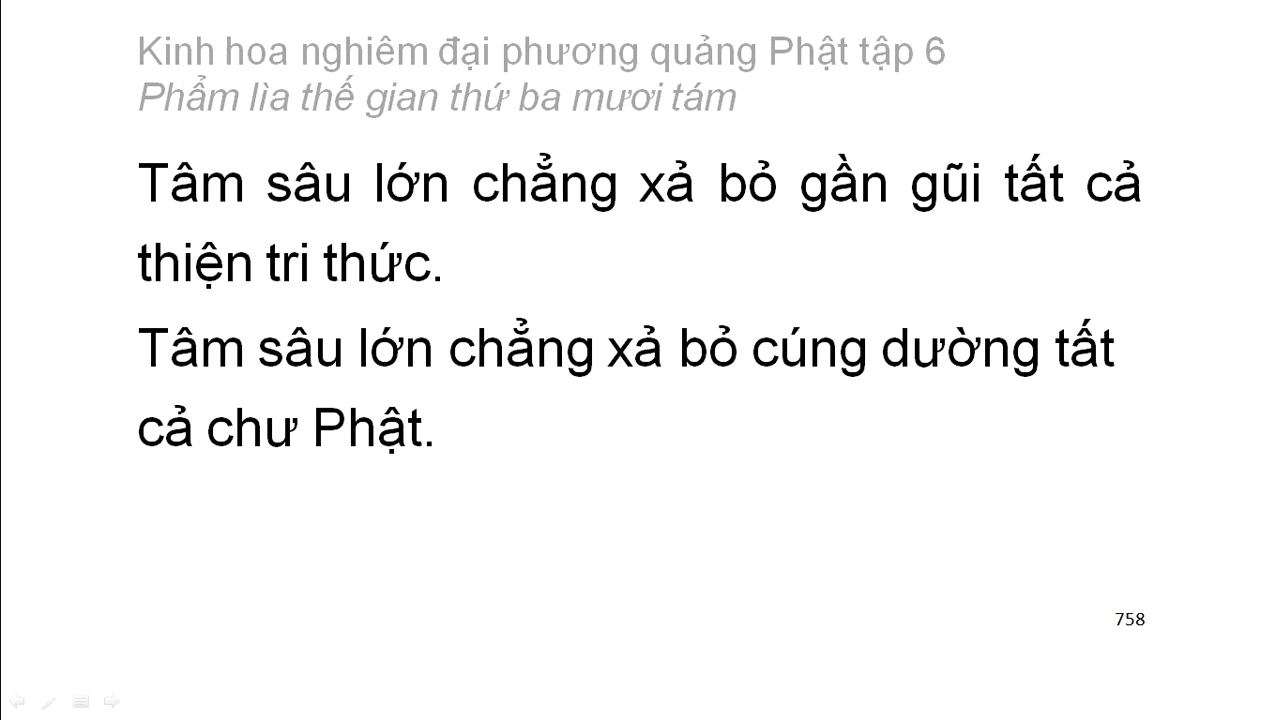 Kinh hoa nghiêm đại phương quảng Phật tập 6
Phẩm lìa thế gian thứ ba mươi tám
Tâm sâu lớn chẳng xả bỏ gần gũi tất cả
thiện tri thức.
Tâm sâu lớn chẳng xả bỏ cúng dường tất
cả chư Phật.
758